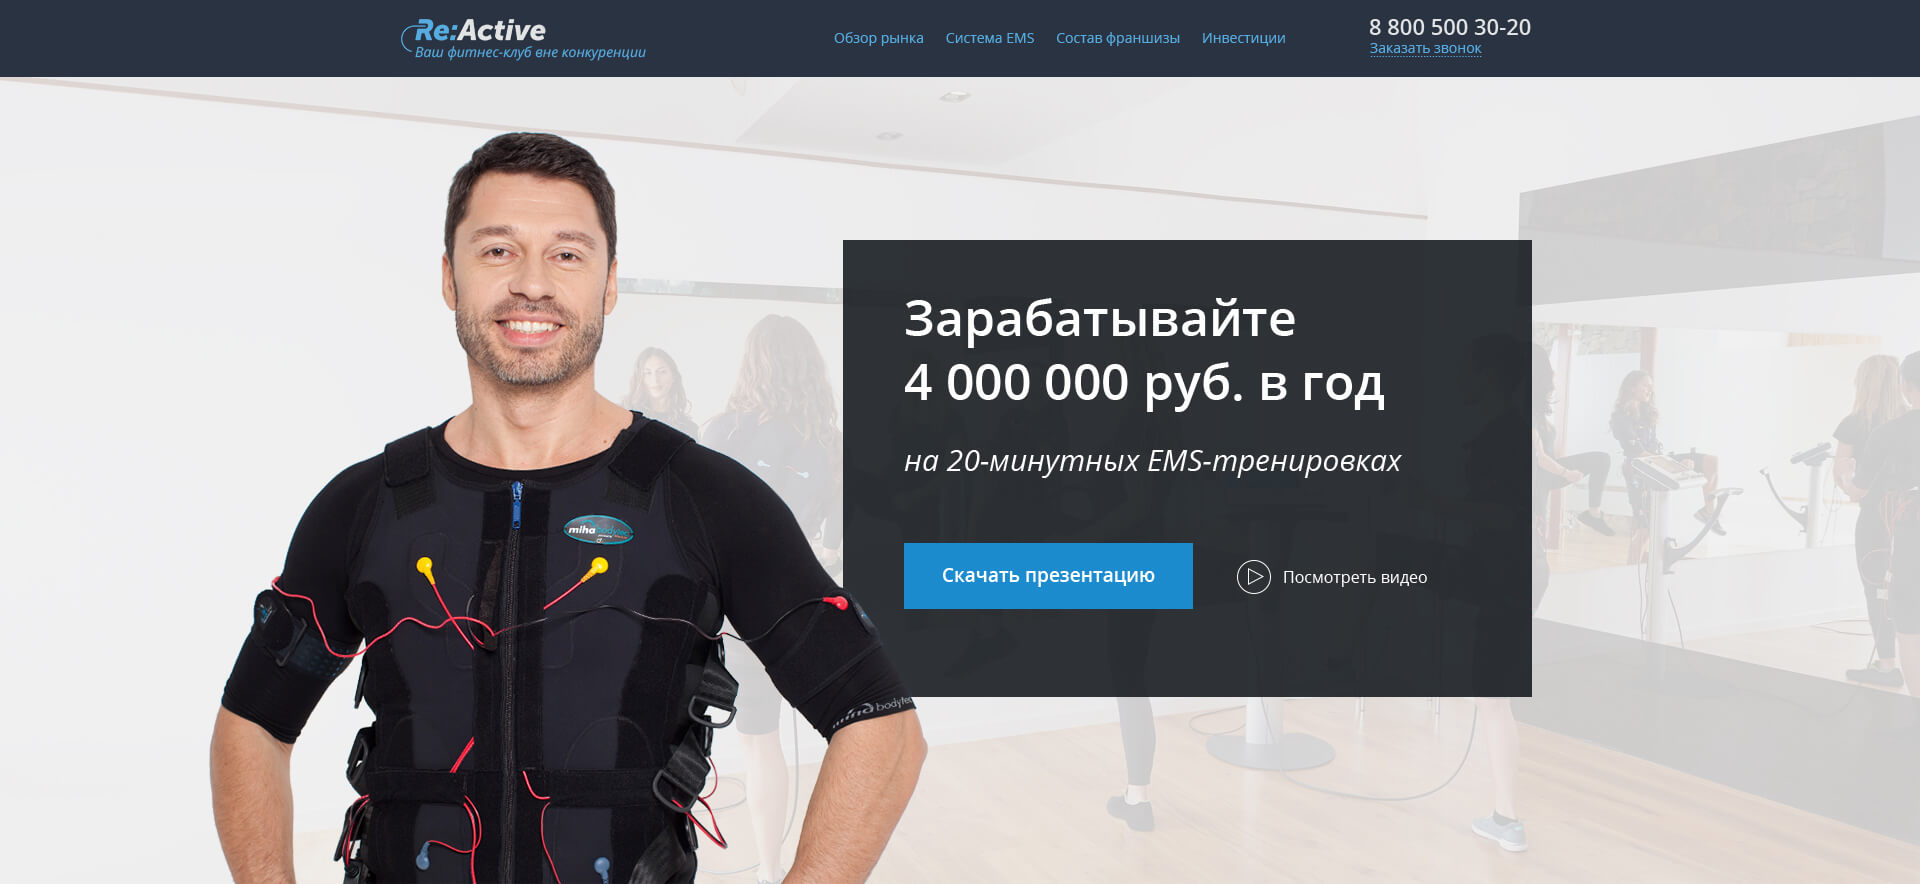 Re:Active
Ваш фитнес-клуб вне конкуренции
Обзор рынка Система EMS Состав франшизы Инвестиции
8 800 500 30-20
Заказать звонок
Зарабатывайте
4 000 000 руб. в год
на 20-минутных EMS-тренировках
Скачать презентацию
Посмотреть видео
miha bodytec
miha bodytec